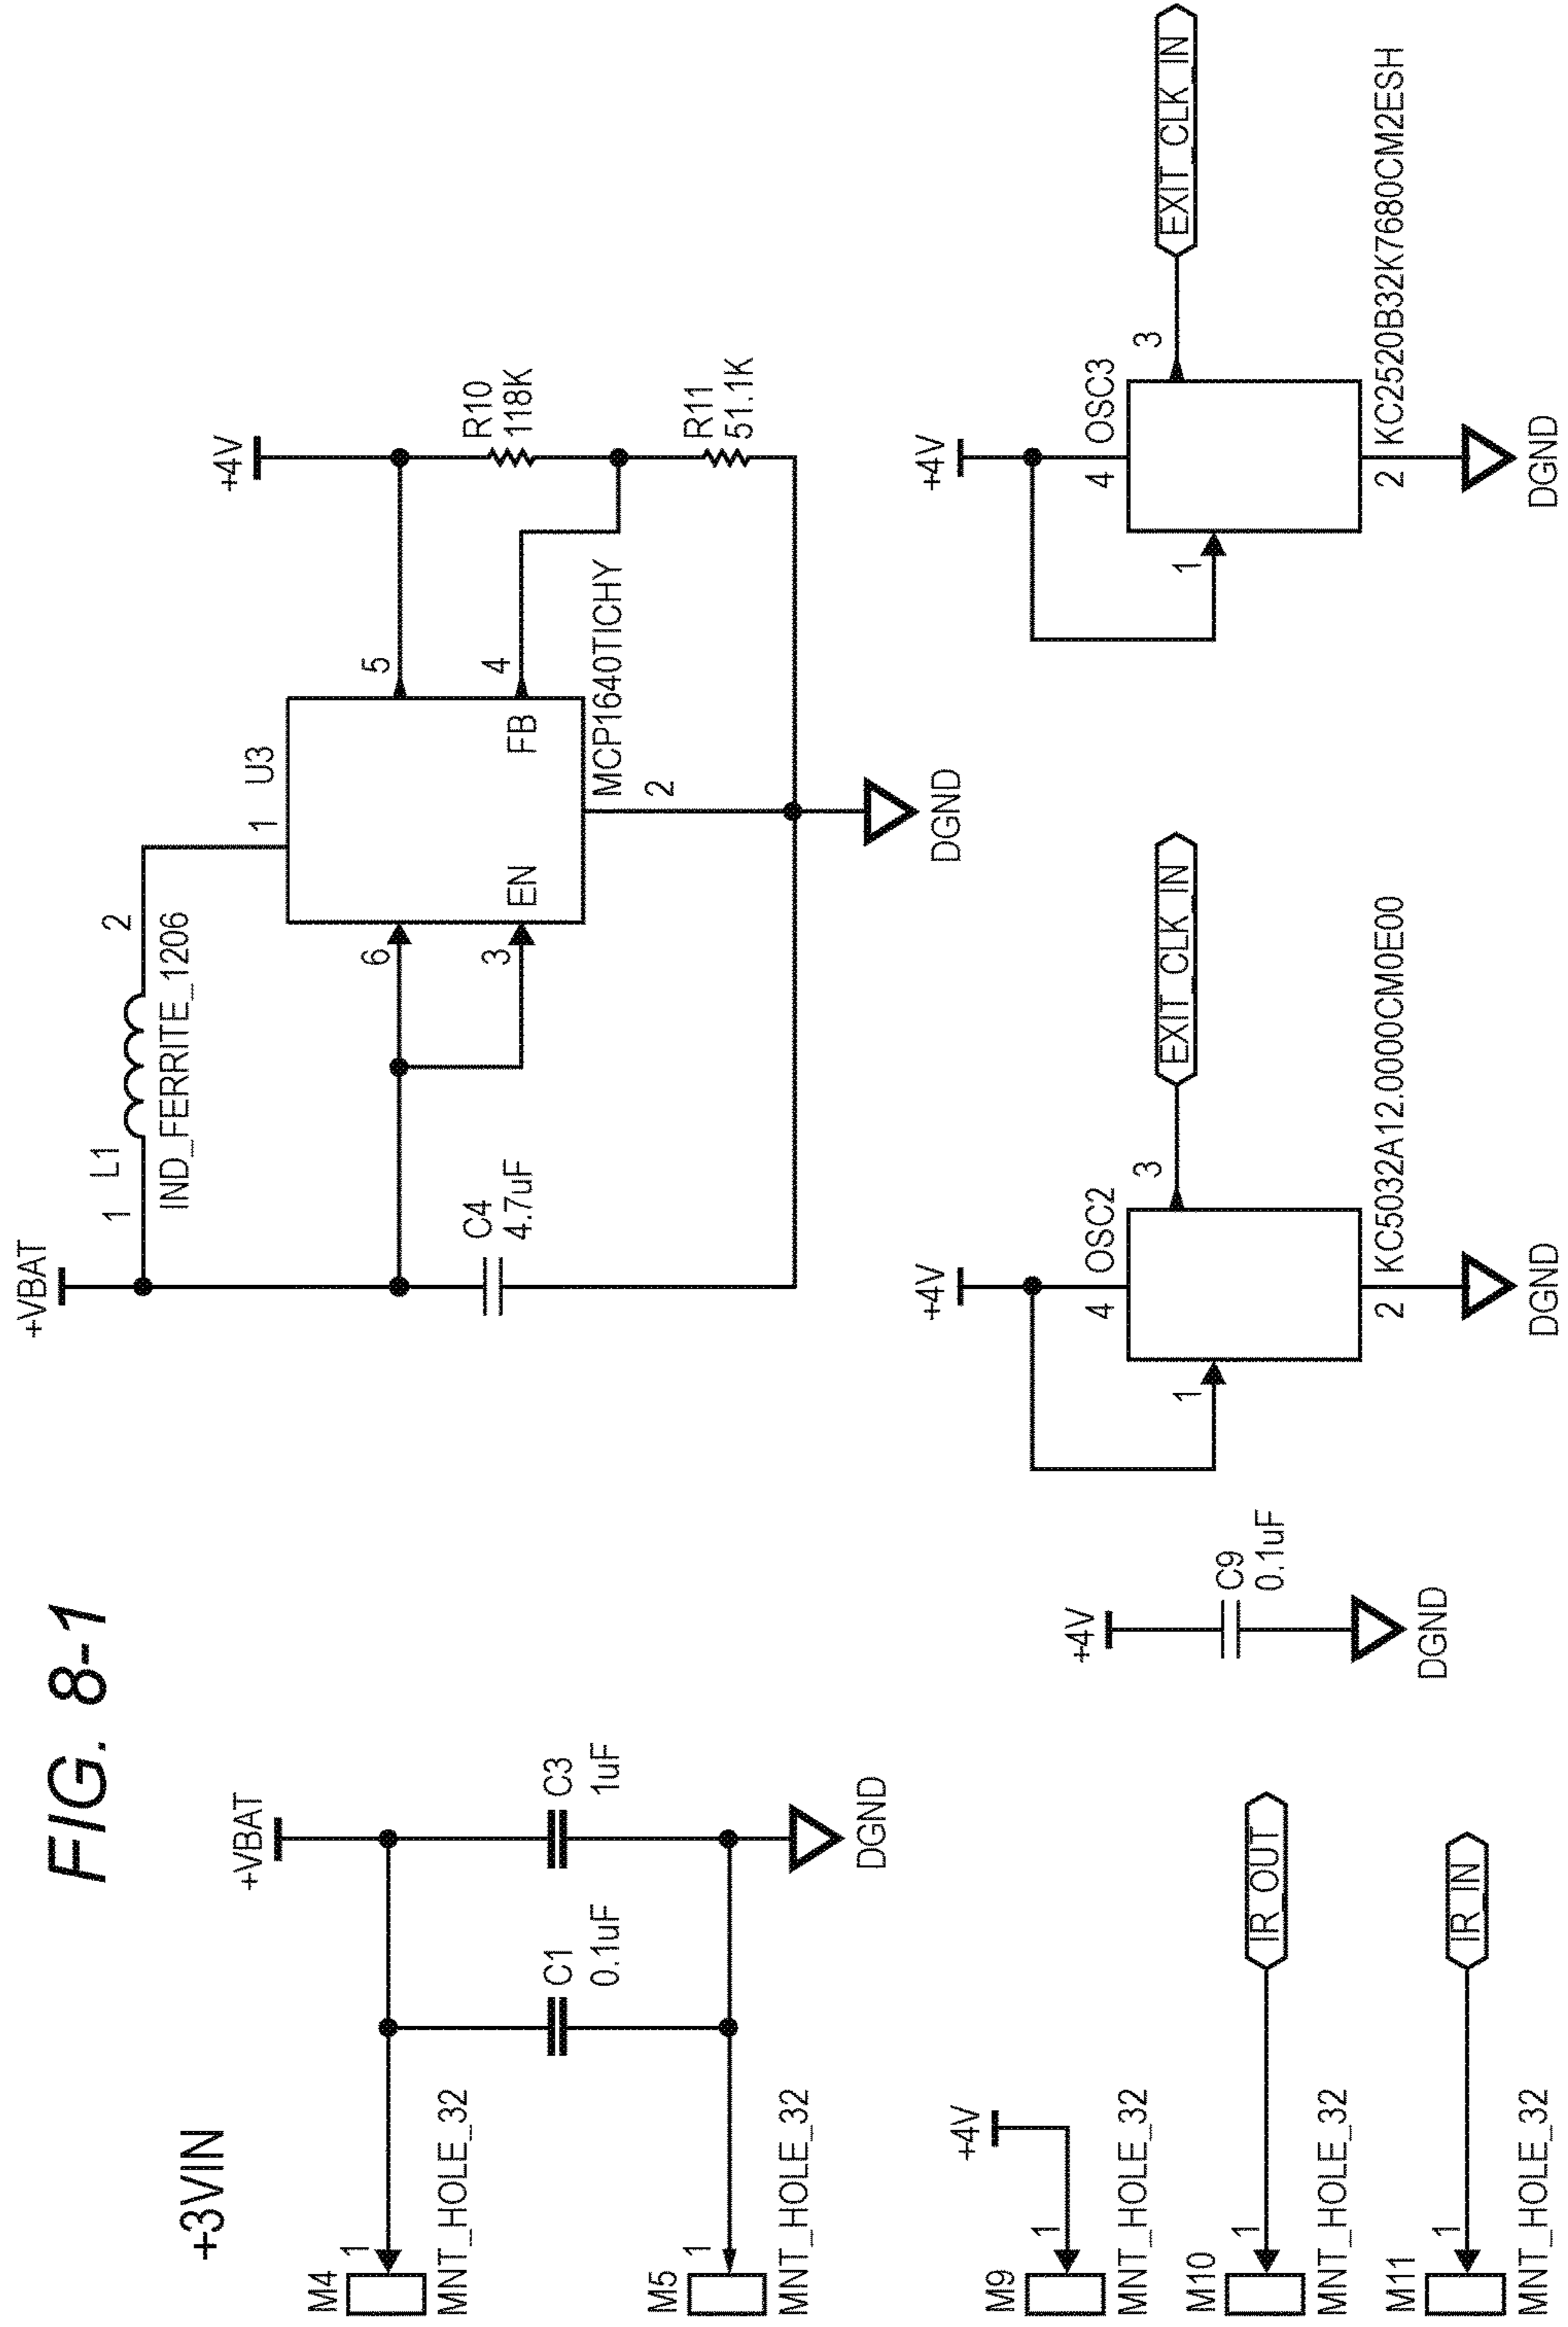 FIG. 8-1
+3VIN
M4
1
MNT_HOLE_32
M5
1
MNT_HOLE_32
+VBAT
C1
0.1uF
C3
1uF
DGND
+VBAT
1
L1
2
IND_FERRITE_1206
C4
4.7uF
U3
1
6
3
EN
5
4
FB
MCP1640TICHY
2
+4V
R10
118K
R11
51.1K
DGND
M9
1
MNT_HOLE_32
+4V
M10
1
MNT_HOLE_32
IR_OUT
M11
1
MNT_HOLE_32
IR_IN
+4V
C9
0.1uF
DGND
+4V
4
OSC2
1
3
EXIT_CLK_IN
2
KC5032A12.0000CM0E00
DGND
+4V
4
OSC3
1
3
EXIT_CLK_IN
2
KC2520B32K7680CM2ESH
DGND